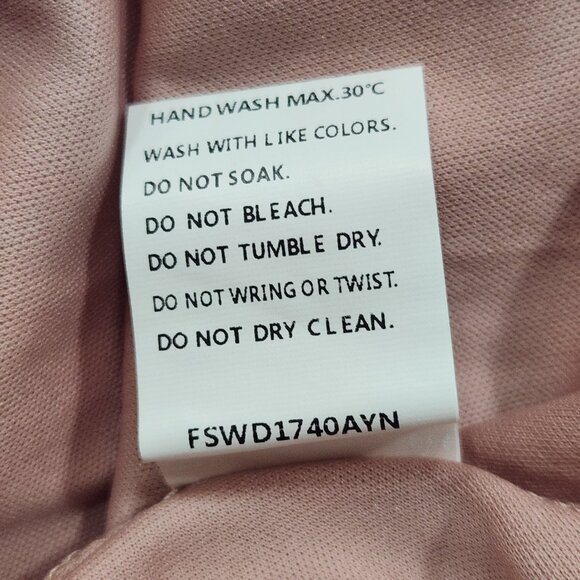 HAND WASH MAX.30°C
WASH WITH LIKE COLORS.
DO NOT SOAK.
DO NOT BLEACH.
DO NOT TUMBLE DRY.
DO NOT WRING OR TWIST.
DO NOT DRY CLEAN.
FSWD1740AYN